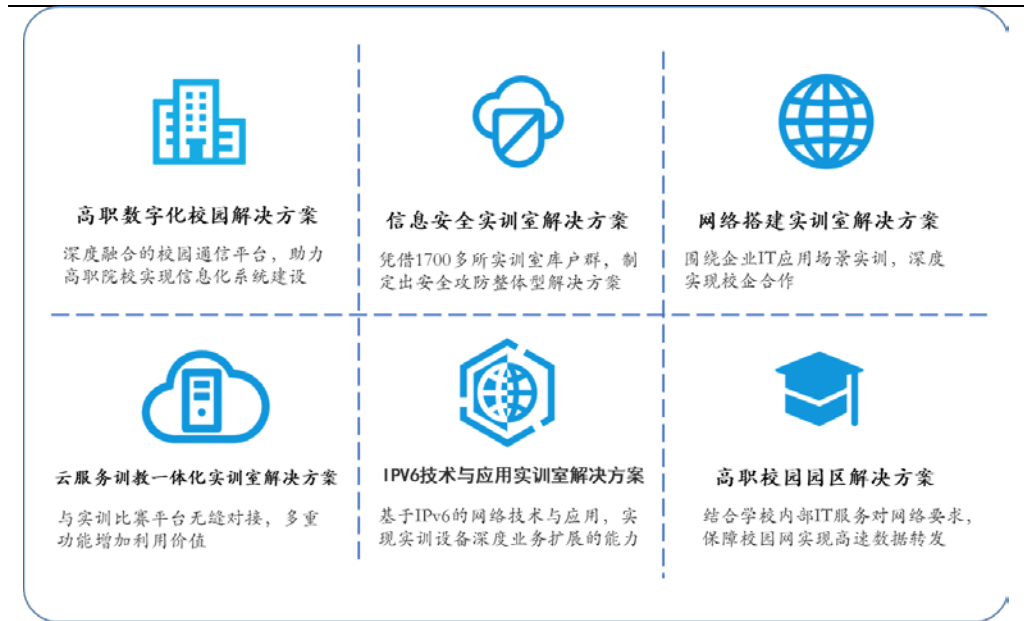 高职数字化校园解决方案
深度融合的校园通信平台，助力
高职院校实现信息化系统建设
信息安全实训室解决方案
凭借1700多所实训室库户群，制
定出安全攻防整体型解决方案
网络搭建实训室解决方案
围绕企业IT应用场景实训，深度
实现校企合作
云服务训教一体化实训室解决方案
与实训比赛平台无缝对接，多重
功能增加利用价值
IPV6技术与应用实训室解决方案
基于IPv6的网络技术与应用，实
现实训设备深度业务扩展的能力
高职校园园区解决方案
结合学校内部IT服务对网络要求，
保障校园网实现高速数据转发